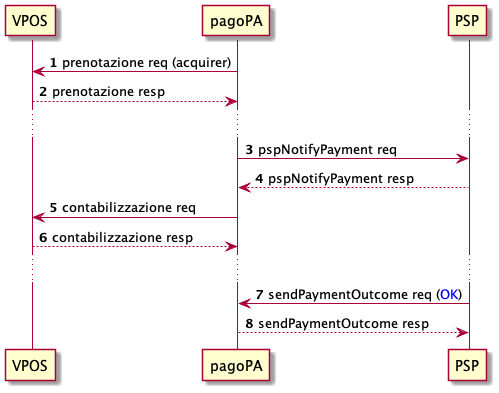 VPOS pagoPA PSP
1 prenotazione req (acquirer)
2 prenotazione resp
3 pspNotifyPayment req
4 pspNotifyPayment resp
5 contabilizzazione req
6 contabilizzazione resp
7 sendPaymentOutcome req (OK)
8 sendPaymentOutcome resp
VPOS pagoPA PSP